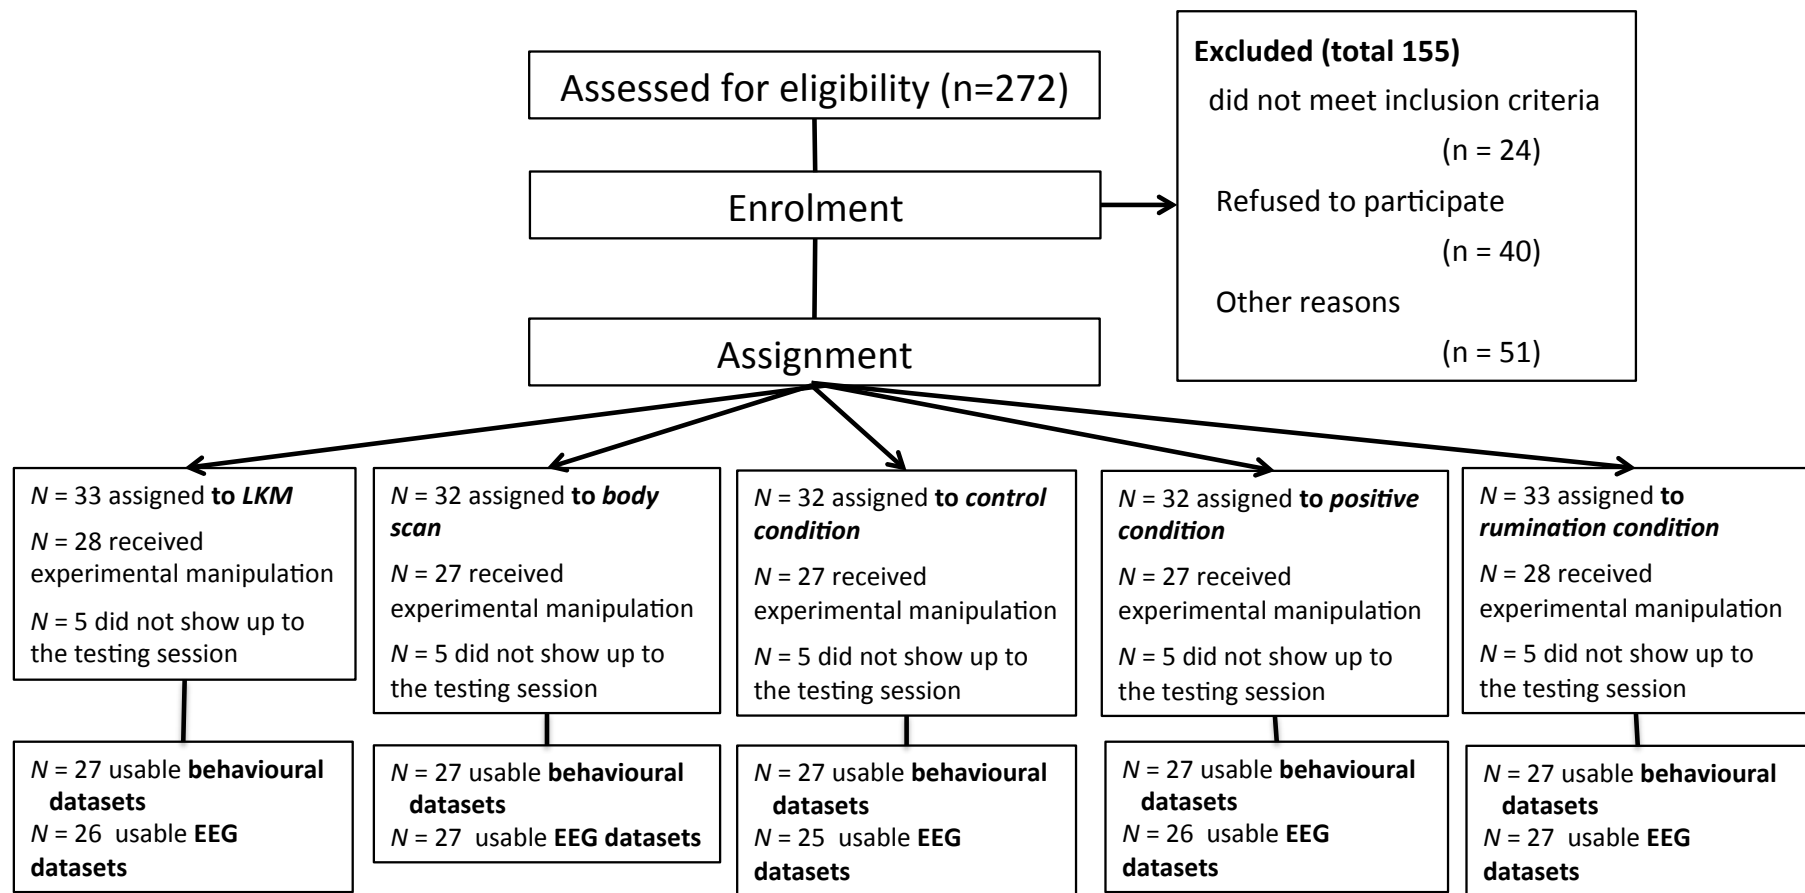 Assessed for eligibility (n=272)
Enrolment
Assignment
Excluded (total 155)
did not meet inclusion criteria
(n = 24)
Refused to participate
(n = 40)
Other reasons
(n = 51)
N = 33 assigned to LKM
N = 28 received
experimental manipulation
N = 5 did not show up to
the testing session
N = 32 assigned to body
scan
N = 27 received
experimental manipulation
N = 5 did not show up to
the testing session
N = 32 assigned to control
condition
N = 27 received
experimental manipulation
N = 5 did not show up to
the testing session
N = 32 assigned to positive
condition
N = 27 received
experimental manipulation
N = 5 did not show up to
the testing session
N = 33 assigned to
rumination condition
N = 28 received
experimental manipulation
N = 5 did not show up to
the testing session
N = 27 usable behavioural
datasets
N = 26 usable EEG
datasets
N = 27 usable behavioural
datasets
N = 27 usable EEG datasets
N = 27 usable behavioural
datasets
N = 25 usable EEG
datasets
N = 27 usable behavioural
datasets
N = 26 usable EEG
datasets
N = 27 usable behavioural
datasets
N = 27 usable EEG
datasets